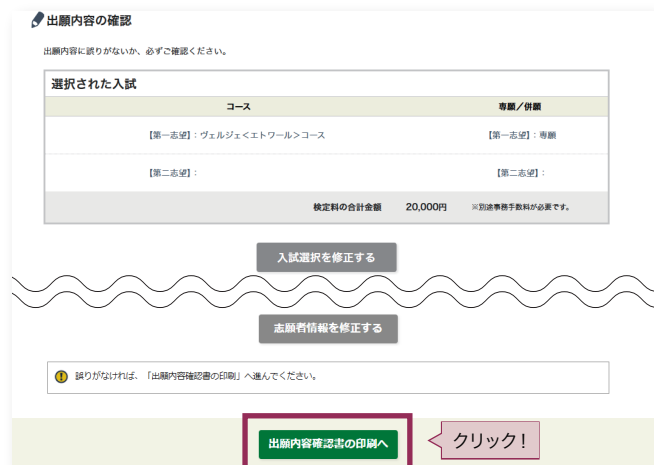 出願内容の確認
出願内容に誤りがないか、必ずご確認ください。
選択された入試
コース 専願／併願
【第一志望】：ヴェルジェ<エトワール>コース 【第一志望】：専願
【第二志望】： 【第二志望】：
検定料の合計金額 20,000円 ※別途事務手数料が必要です。
入試選択を修正する
志願者情報を修正する
誤りがなければ、「出願内容確認書の印刷」へ進んでください。
出願内容確認書の印刷へ クリック！